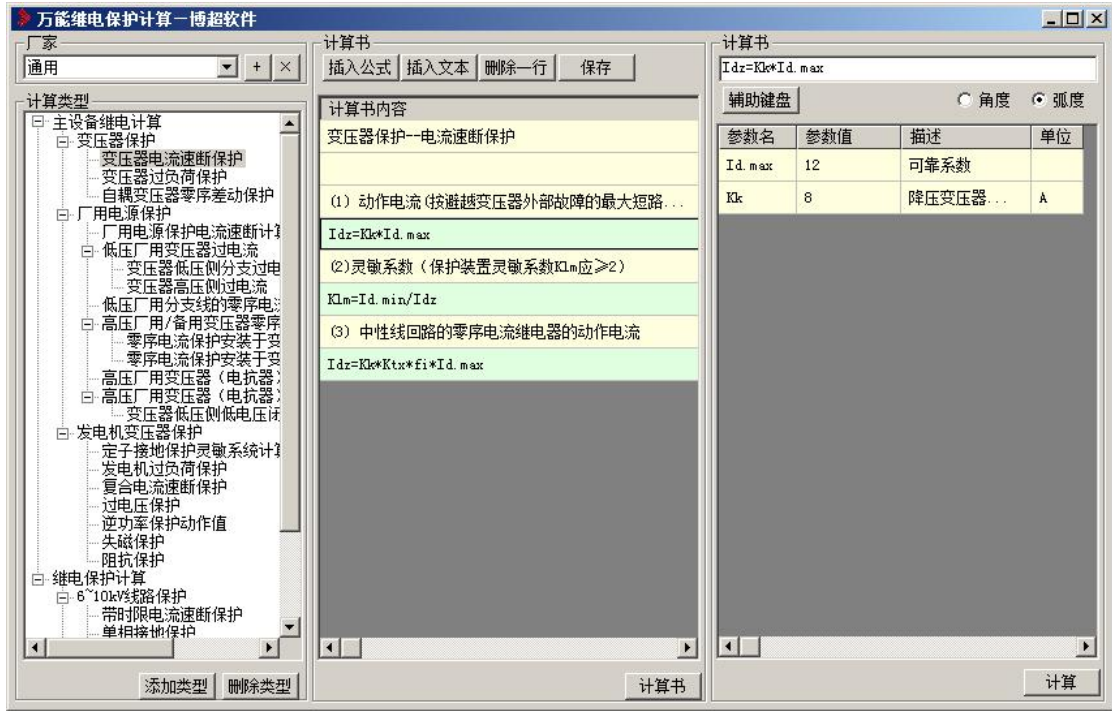 万能继电保护计算－博超软件
厂家
通用
+
×
计算类型
主设备继电计算
变压器保护
变压器电流速断保护
变压器过负荷保护
自耦变压器零序差动保护
厂用电源保护
厂用电源保护电流速断计算
低压厂用变压器过电流
变压器低压侧分支过电
变压器高压侧过电流
低压厂用分支线的零序电流
高压厂用/备用变压器零序
零序电流保护安装于变
零序电流保护安装于变
高压厂用变压器（电抗器）
高压厂用变压器（电抗器）
变压器低压侧低电压闭
发电机变压器保护
定子接地保护灵敏系统计算
发电机过负荷保护
复合电流速断保护
过电压保护
逆功率保护动作值
失磁保护
阻抗保护
继电保护计算
6~10kV线路保护
带时限电流速断保护
单相接地保护
添加类型 删除类型
计算书
插入公式 插入文本 删除一行 保存
计算书内容
变压器保护--电流速断保护
(1) 动作电流(按避越变压器外部故障的最大短路...
Idz=Kk*Id.max
(2)灵敏系数（保护装置灵敏系数Klm应≥2）
Klm=Id.min/Idz
(3) 中性线回路的零序电流继电器的动作电流
Idz=Kk*Ktx*fi*Id.max
计算书
计算书
Idz=Kk*Id.max
辅助键盘 角度 弧度
参数名 参数值 描述 单位
Id.max 12 可靠系数
Kk 8 降压变压器... A
计算